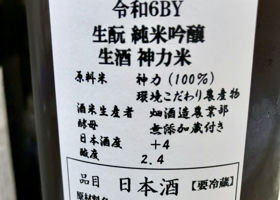 令和6BY
生酛 純米吟醸
生酒 神力米
原料米 神力(100%)
環境こだわり農産物
酒米生産者 畑酒造農業部
酵母 無添加蔵付き
日本酒度 +4
酸度 2.4
品目 日本酒【要冷蔵】